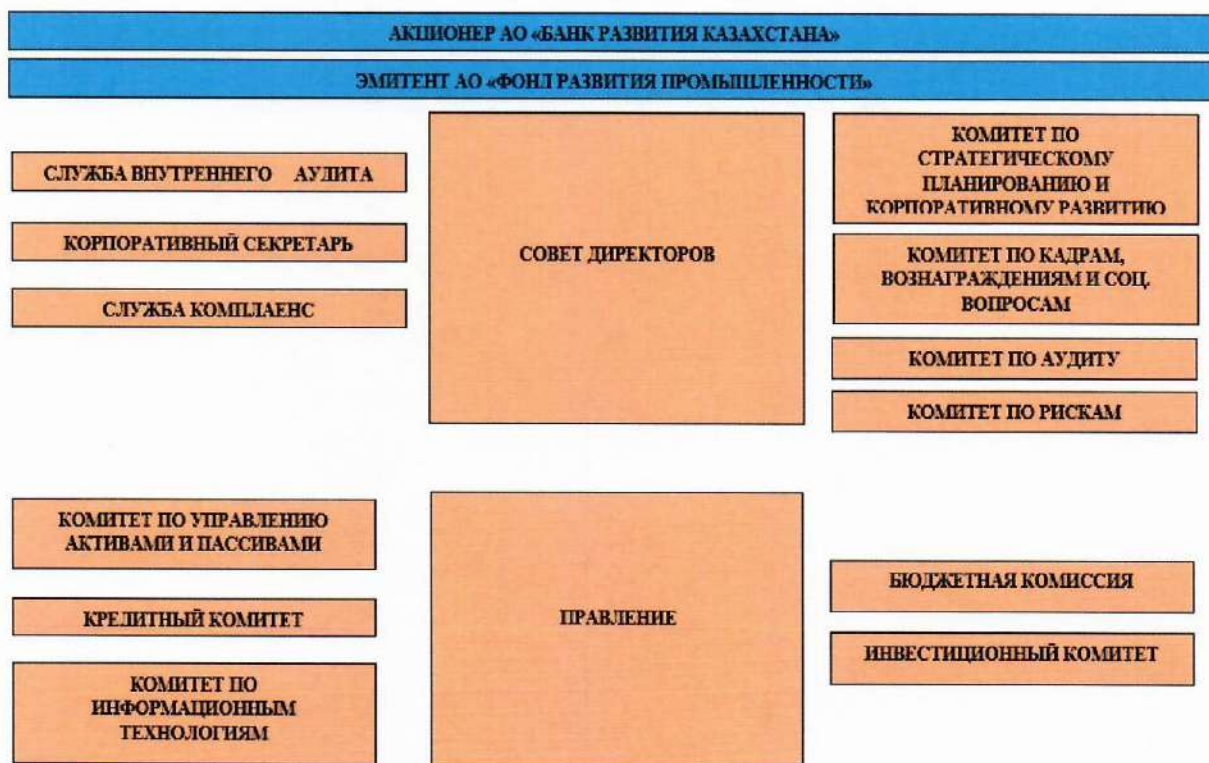 АКЦИОНЕР АО «БАНК РАЗВИТИЯ КАЗАХСТАНА»
ЭМИТЕНТ АО «ФОНД РАЗВИТИЯ ПРОМЫШЛЕННОСТИ»
СЛУЖБА ВНУТРЕННЕГО АУДИТА
КОРПОРАТИВНЫЙ СЕКРЕТАРЬ
СЛУЖБА КОМПЛАЕНС
СОВЕТ ДИРЕКТОРОВ
КОМИТЕТ ПО
СТРАТЕГИЧЕСКОМУ
ПЛАНИРОВАНИЮ И
КОРПОРАТИВНОМУ РАЗВИТИЮ
КОМИТЕТ ПО КАДРАМ,
ВОЗНАГРАЖДЕНИЯМ И СОЦ.
ВОПРОСАМ
КОМИТЕТ ПО АУДИТУ
КОМИТЕТ ПО РИСКАМ
КОМИТЕТ ПО УПРАВЛЕНИЮ
АКТИВАМИ И ПАССИВАМИ
КРЕДИТНЫЙ КОМИТЕТ
КОМИТЕТ ПО
ИНФОРМАЦИОННЫМ
ТЕХНОЛОГИЯМ
ПРАВЛЕНИЕ
БЮДЖЕТНАЯ КОМИССИЯ
ИНВЕСТИЦИОННЫЙ КОМИТЕТ